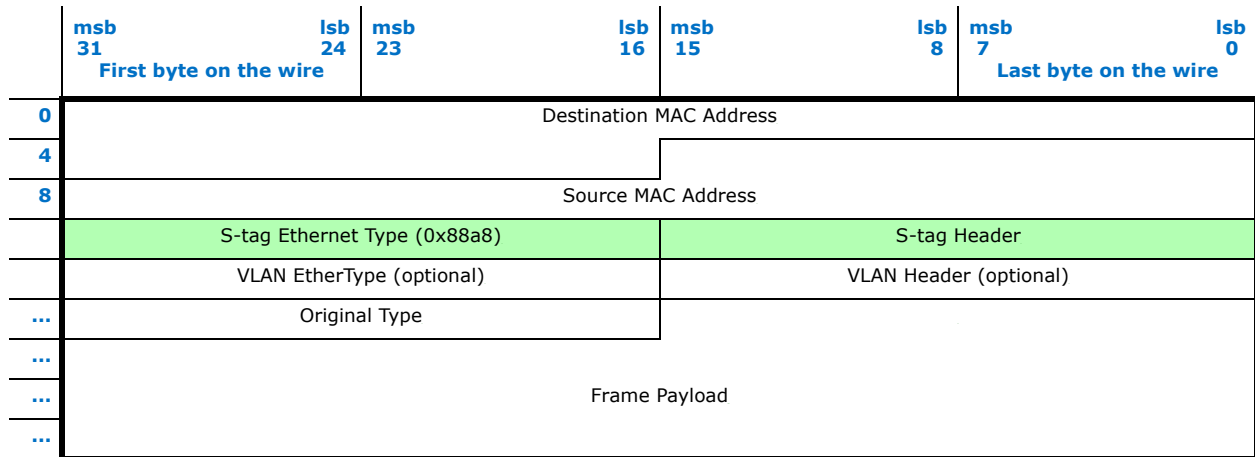 msb lsb msb lsb msb lsb msb lsb
31 24 23 16 15 8 7 0
First byte on the wire Last byte on the wire
0 Destination MAC Address
4
8 Source MAC Address
S-tag Ethernet Type (0x88a8) S-tag Header
VLAN EtherType (optional) VLAN Header (optional)
... Original Type
...
... Frame Payload
...